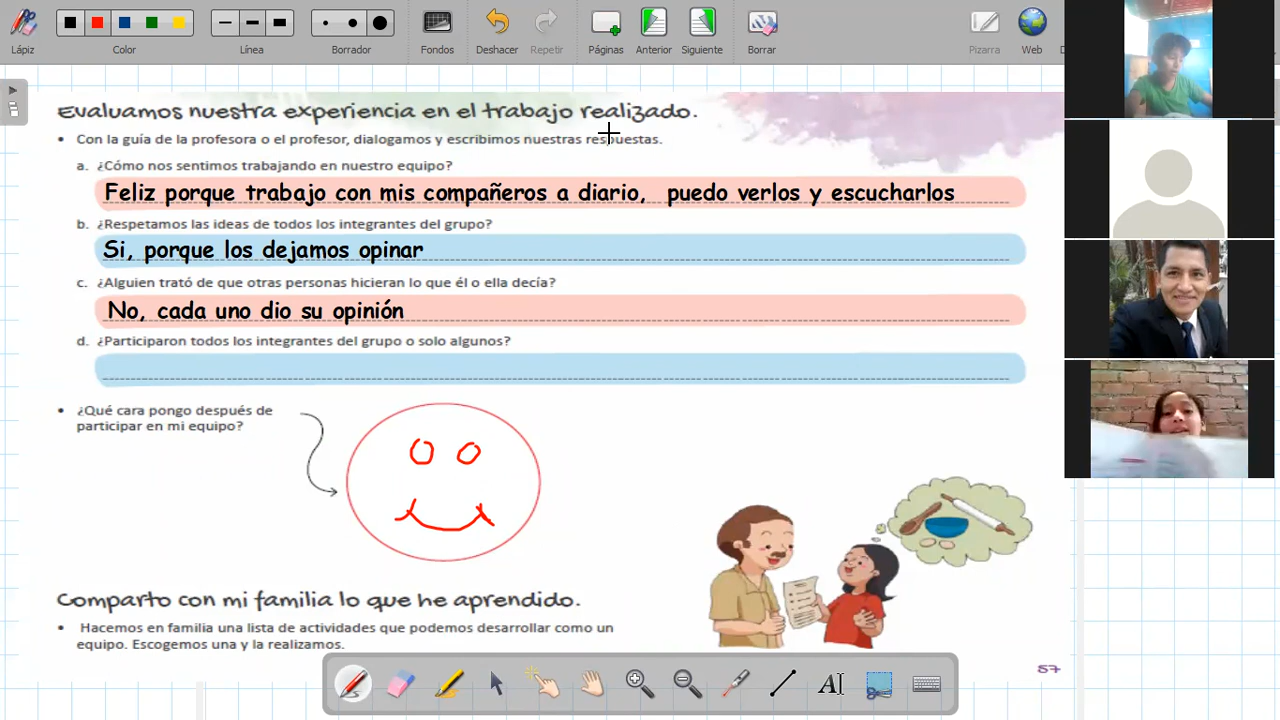 Lápiz
Color
Línea
Borrador
Fondos
Deshacer
Repetir
Páginas
Anterior
Siguiente
Borrar
Pizarra
Web
Evaluamos nuestra experiencia en el trabajo realizado.
• Con la guía de la profesora o el profesor, dialogamos y escribimos nuestras respuestas.
a. ¿Cómo nos sentimos trabajando en nuestro equipo?
Feliz porque trabajo con mis compañeros a diario, puedo verlos y escucharlos
b. ¿Respetamos las ideas de todos los integrantes del grupo?
Si, porque los dejamos opinar
c. ¿Alguien trató de que otras personas hicieran lo que él o ella decía?
No, cada uno dio su opinión
d. ¿Participaron todos los integrantes del grupo o solo algunos?
• ¿Qué cara pongo después de
participar en mi equipo?
Comparto con mi familia lo que he aprendido.
• Hacemos en familia una lista de actividades que podemos desarrollar como un
equipo. Escogemos una y la realizamos.
57